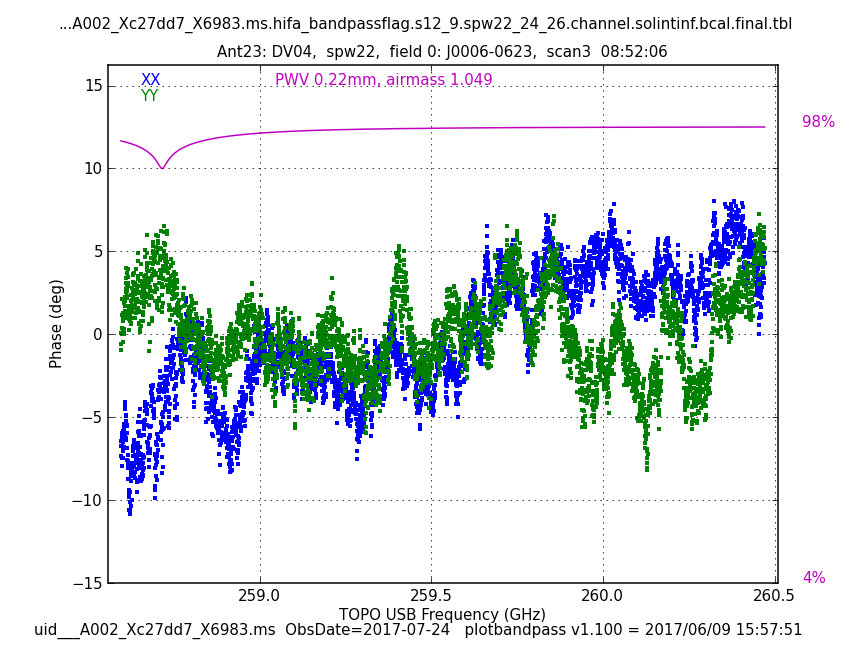 ...A002_Xc27dd7_X6983.ms.hifa_bandpassflag.s12_9.spw22_24_26.channel.solintinf.bcal.final.tbl
Ant23: DV04,  spw22,  field 0: J0006-0623,  scan3  08:52:06
XX
YY
PWV 0.22mm, airmass 1.049
98%
4%
15
10
5
0
−5
−10
−15
Phase (deg)
259.0
259.5
260.0
260.5
TOPO USB Frequency (GHz)
uid___A002_Xc27dd7_X6983.ms  ObsDate=2017-07-24   plotbandpass v1.100 = 2017/06/09 15:57:51